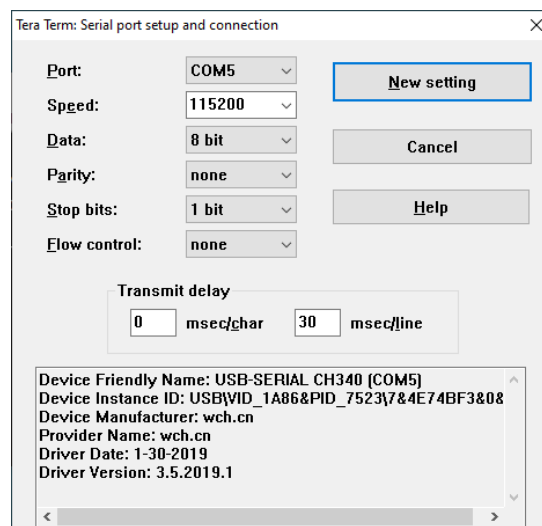 Tera Term: Serial port setup and connection
Port: COM5
New setting
Speed: 115200
Data: 8 bit
Cancel
Parity: none
Stop bits: 1 bit
Help
Flow control: none
Transmit delay
0 msec/char 30 msec/line
Device Friendly Name: USB-SERIAL CH340 (COM5)
Device Instance ID: USB\VID_1A86&PID_7523\7&4E74BF3&0&
Device Manufacturer: wch.cn
Provider Name: wch.cn
Driver Date: 1-30-2019
Driver Version: 3.5.2019.1